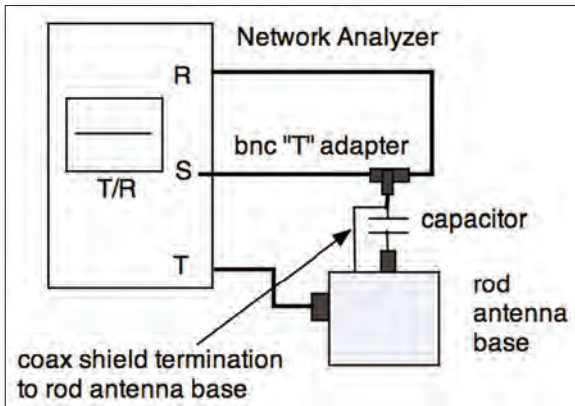 Network Analyzer
R
bnc "T" adapter
S
T/R
capacitor
T
rod
antenna
base
coax shield termination
to rod antenna base